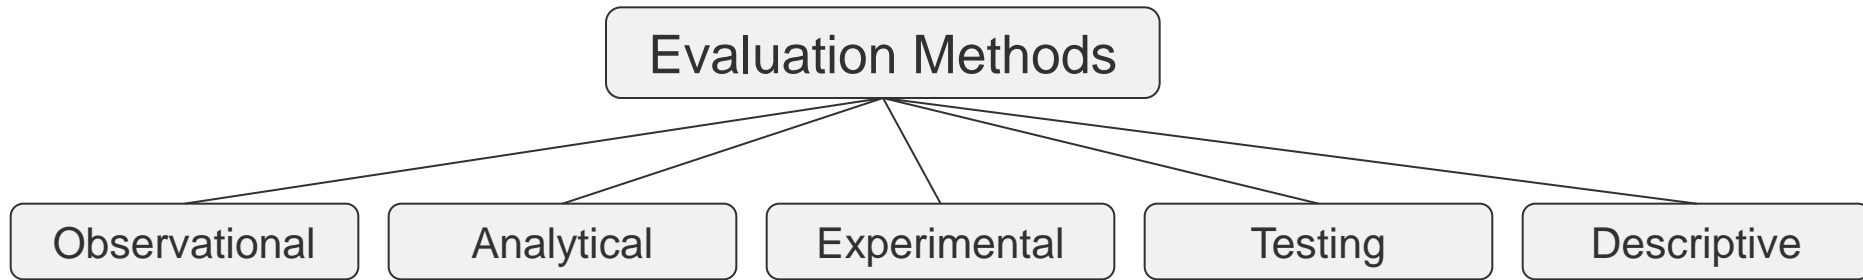 Evaluation Methods
Observational
Analytical
Experimental
Testing
Descriptive